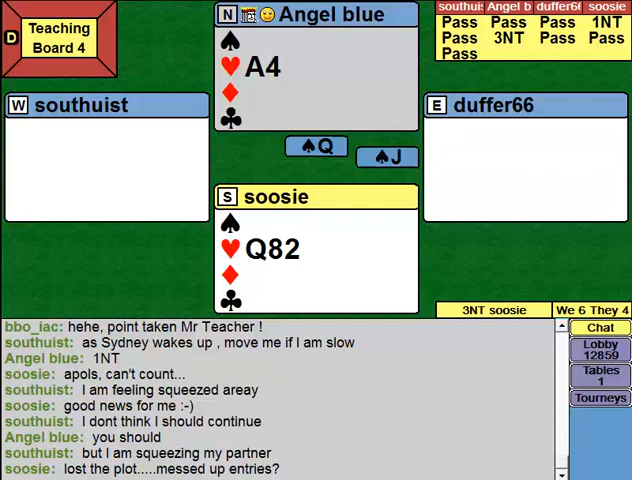 D
Teaching
Board 4
N Angel blue
♠
♥ A4
♦
♣
southuis Angel b duffer66 soosie
Pass Pass Pass 1NT
Pass 3NT Pass Pass
Pass
W southuist
E duffer66
♠Q
♠J
S soosie
♠
♥ Q82
♦
♣
3NT soosie
We 6 They 4
bbo_iac: hehe, point taken Mr Teacher !
southuist: as Sydney wakes up , move me if I am slow
Angel blue: 1NT
soosie: apols, can't count...
southuist: I am feeling squeezed areay
soosie: good news for me :-)
southuist: I dont think I should continue
Angel blue: you should
southuist: but I am squeezing my partner
soosie: lost the plot.....messed up entries?
Chat
Lobby
12859
Tables
1
Tourneys